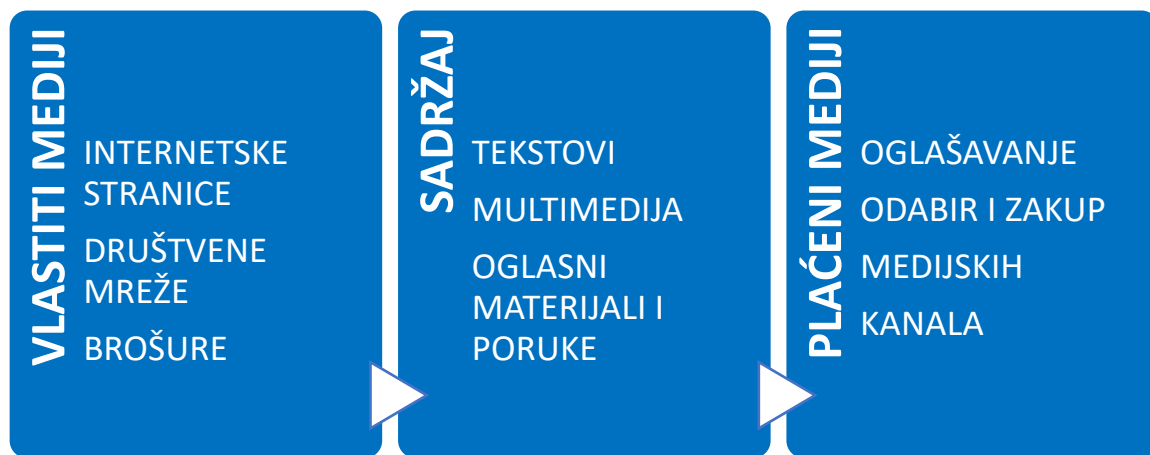 VLASTITI MEDIJI
INTERNETSKE
STRANICE
DRUŠTVENE
MREŽE
BROŠURE
SADRŽAJ
TEKSTOVI
MULTIMEDIJA
OGLASNI
MATERIJALI I
PORUKE
PLAĆENI MEDIJI
OGLAŠAVANJE
ODABIR I ZAKUP
MEDIJSKIH
KANALA